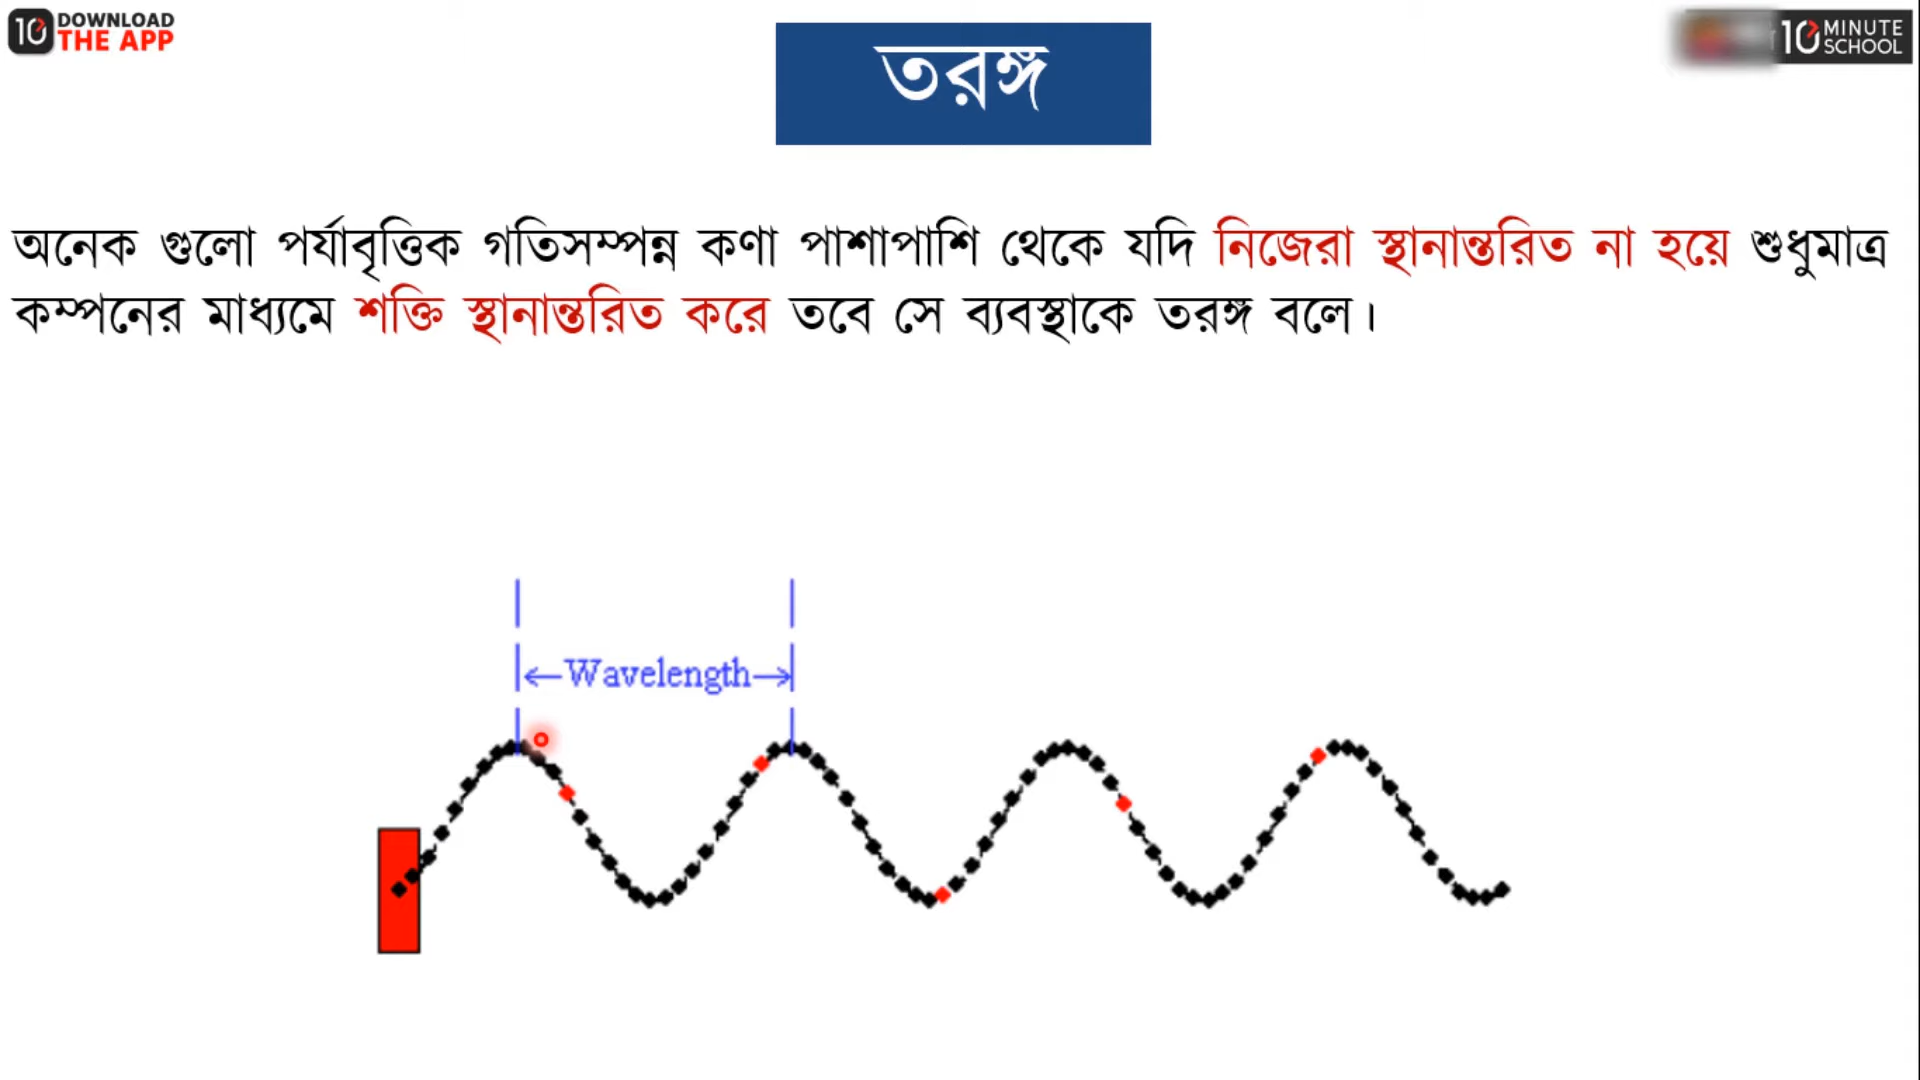 10 DOWNLOAD
THE APP
10 MINUTE
SCHOOL
তরঙ্গ
অনেক গুলো পর্যাবৃত্তিক গতিসম্পন্ন কণা পাশাপাশি থেকে যদি নিজেরা স্থানান্তরিত না হয়ে শুধুমাত্র
কম্পনের মাধ্যমে শক্তি স্থানান্তরিত করে তবে সে ব্যবস্থাকে তরঙ্গ বলে।
Wavelength